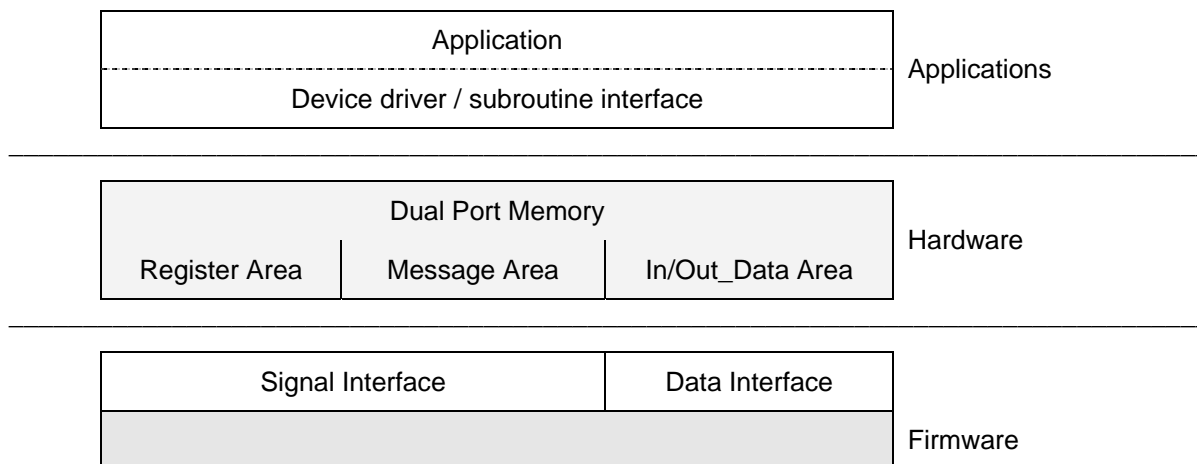 Application
Applications
Device driver / subroutine interface
Dual Port Memory
Hardware
Register Area Message Area In/Out_Data Area
Signal Interface Data Interface
Firmware